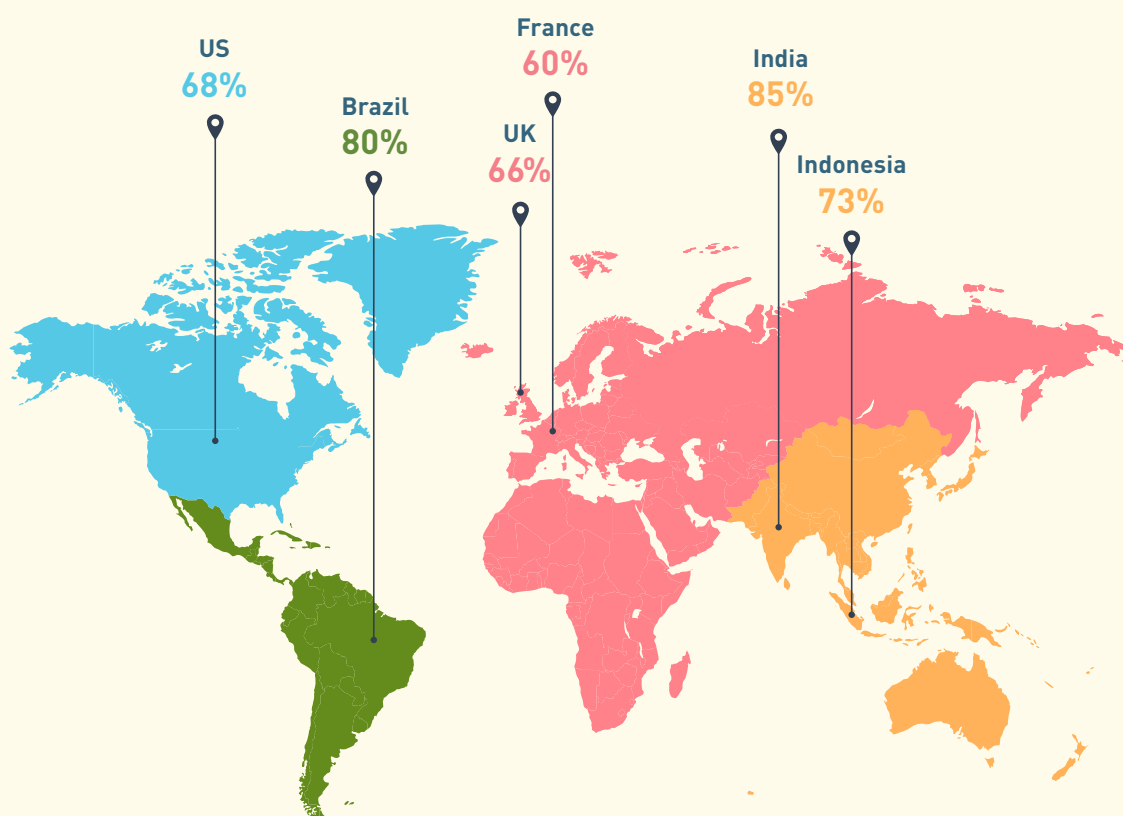 US
68%
Brazil
80%
France
60%
UK
66%
India
85%
Indonesia
73%